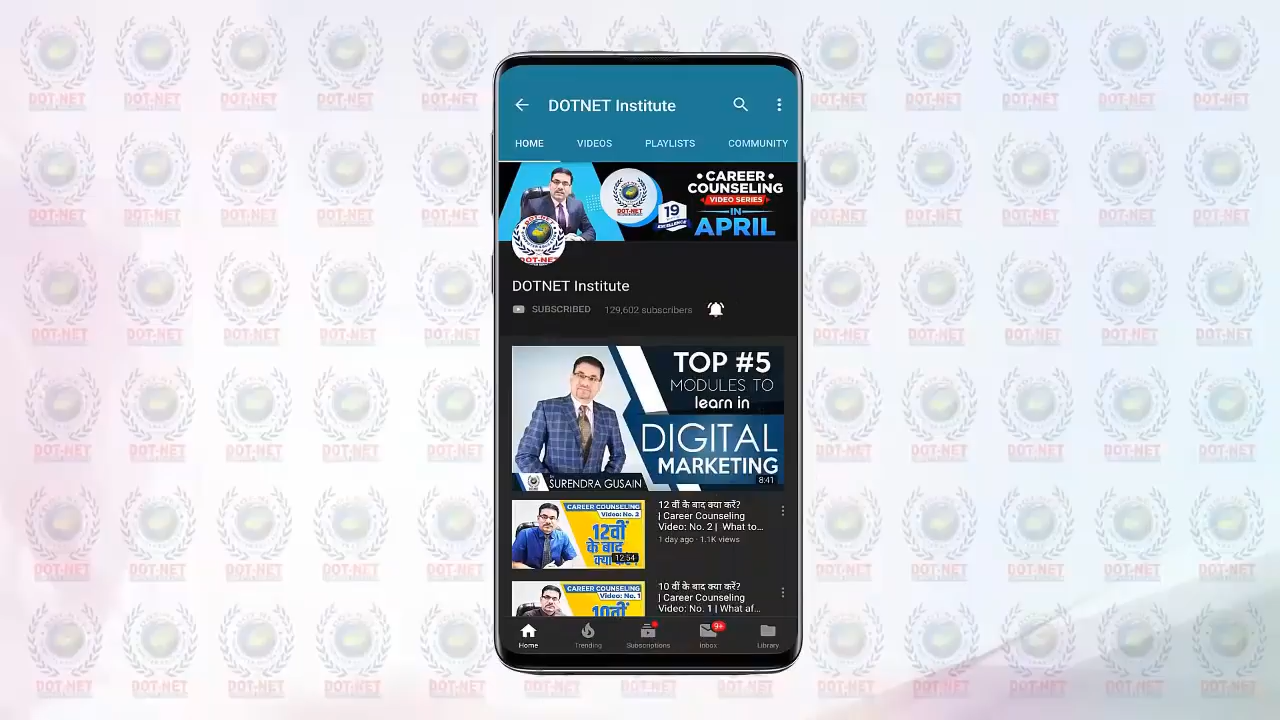 DOTNET Institute
HOME VIDEOS PLAYLISTS COMMUNITY
• CAREER •
COUNSELING
VIDEO SERIES
IN
APRIL
19
DOT-NET
DOT-NET
DOTNET Institute
SUBSCRIBED 129,602 subscribers
TOP #5
MODULES TO
learn in
DIGITAL
MARKETING
SURENDRA GUSAIN
8:41
CAREER COUNSELING
Video: No. 2
12वीं
के बाद
12:54
12 वीं के बाद क्या करें?
| Career Counseling
Video: No. 2 | What to...
1 day ago · 1.1K views
CAREER COUNSELING
Video: No. 1
10वीं
10 वीं के बाद क्या करें?
| Career Counseling
Video: No. 1 | What af...
9+
Home Trending Subscriptions Inbox Library